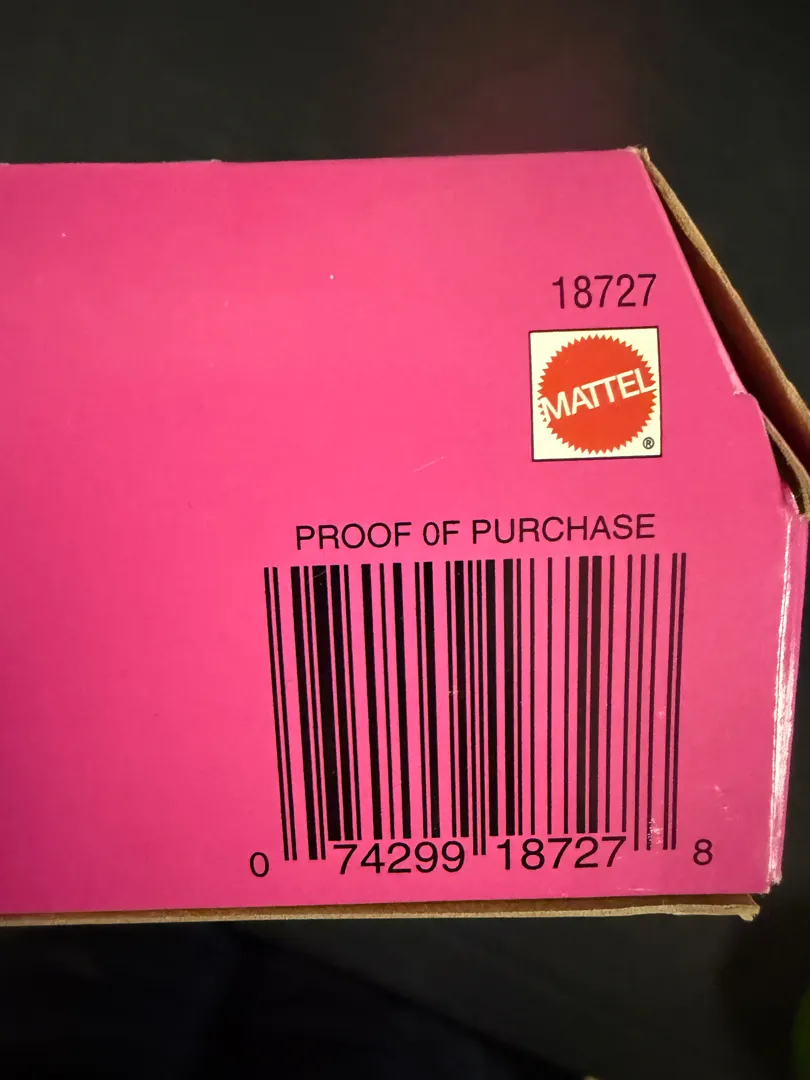 18727
MATTEL
®
PROOF 0F PURCHASE
0 74299 18727 8